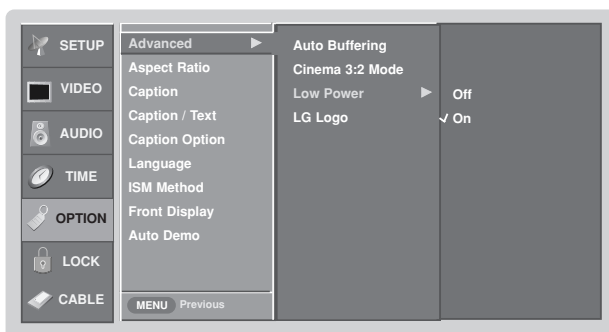 SETUP
VIDEO
AUDIO
TIME
OPTION
LOCK
CABLE
Advanced ▶
Aspect Ratio
Caption
Caption / Text
Caption Option
Language
ISM Method
Front Display
Auto Demo
MENU Previous
Auto Buffering
Cinema 3:2 Mode
Low Power ▶
LG Logo
Off
✓ On